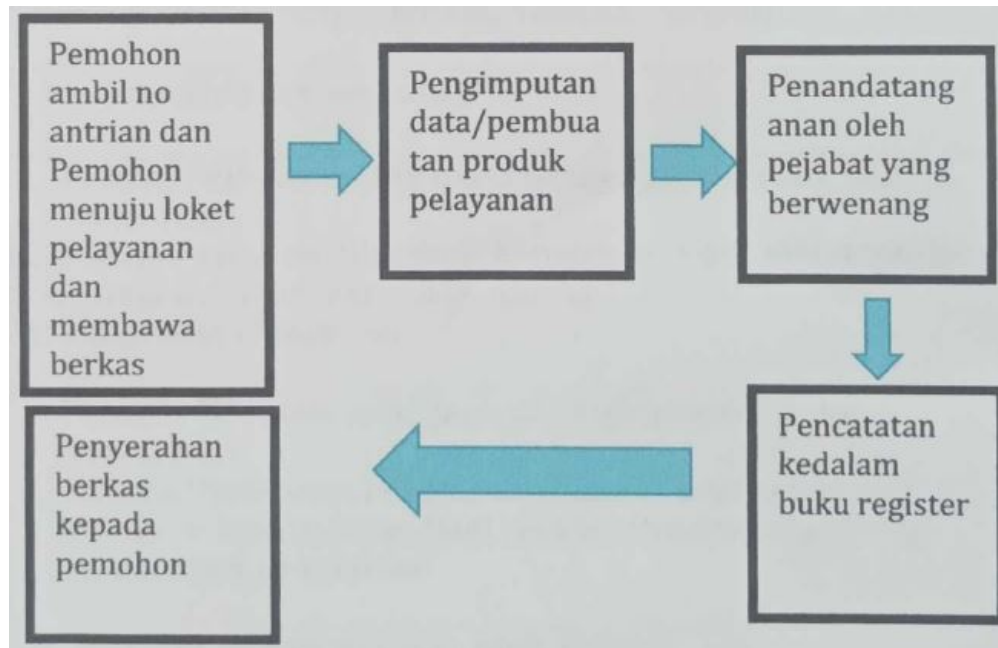 Pemohon
ambil no
antrian dan
Pemohon
menuju loket
pelayanan
dan
membawa
berkas
Pengimputan
data/pembua
tan produk
pelayanan
Penandatang
anan oleh
pejabat yang
berwenang
Pencatatan
kedalam
buku register
Penyerahan
berkas
kepada
pemohon